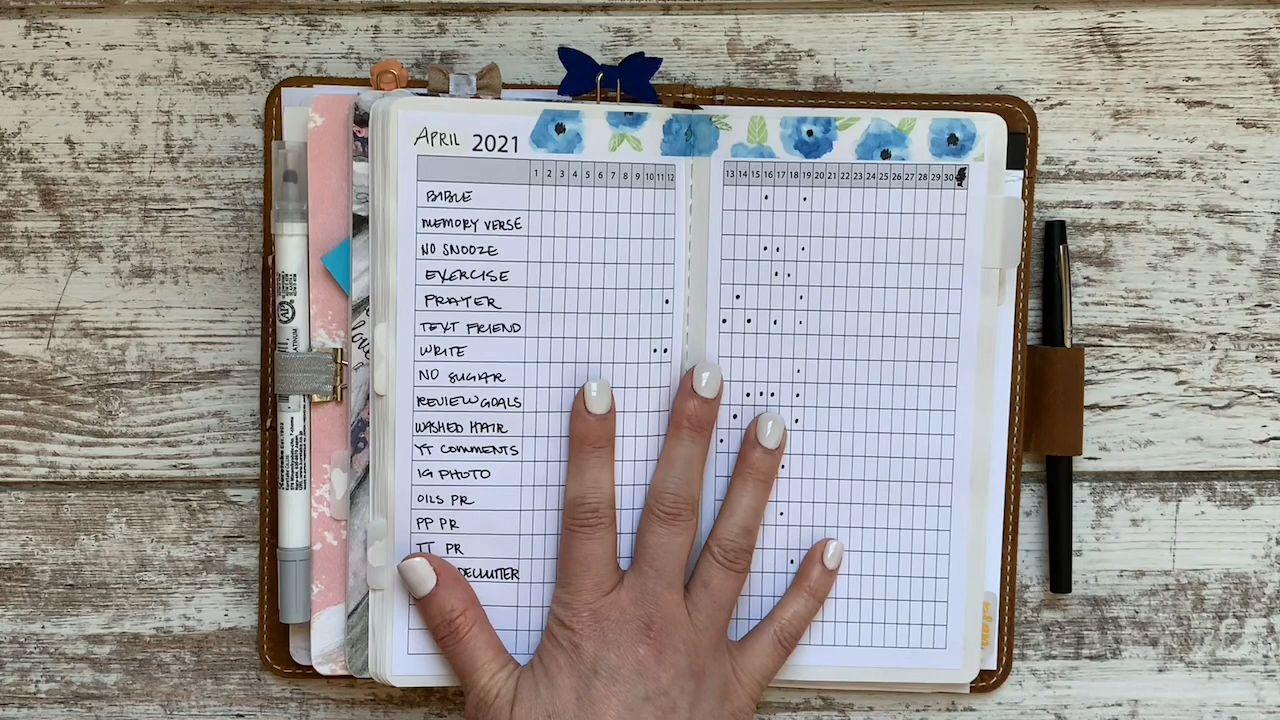 APRIL 2021
1 2 3 4 5 6 7 8 9 10 11 12 13 14 15 16 17 18 19 20 21 22 23 24 25 26 27 28 29 30
BIBLE
MEMORY VERSE
NO SNOOZE
EXERCISE
PRAYER
TEXT FRIEND
WRITE
NO SUGAR
REVIEW GOALS
WASHED HAIR
YT COMMENTS
IG PHOTO
OILS PR
PP PR
TT PR
DECLUTTER